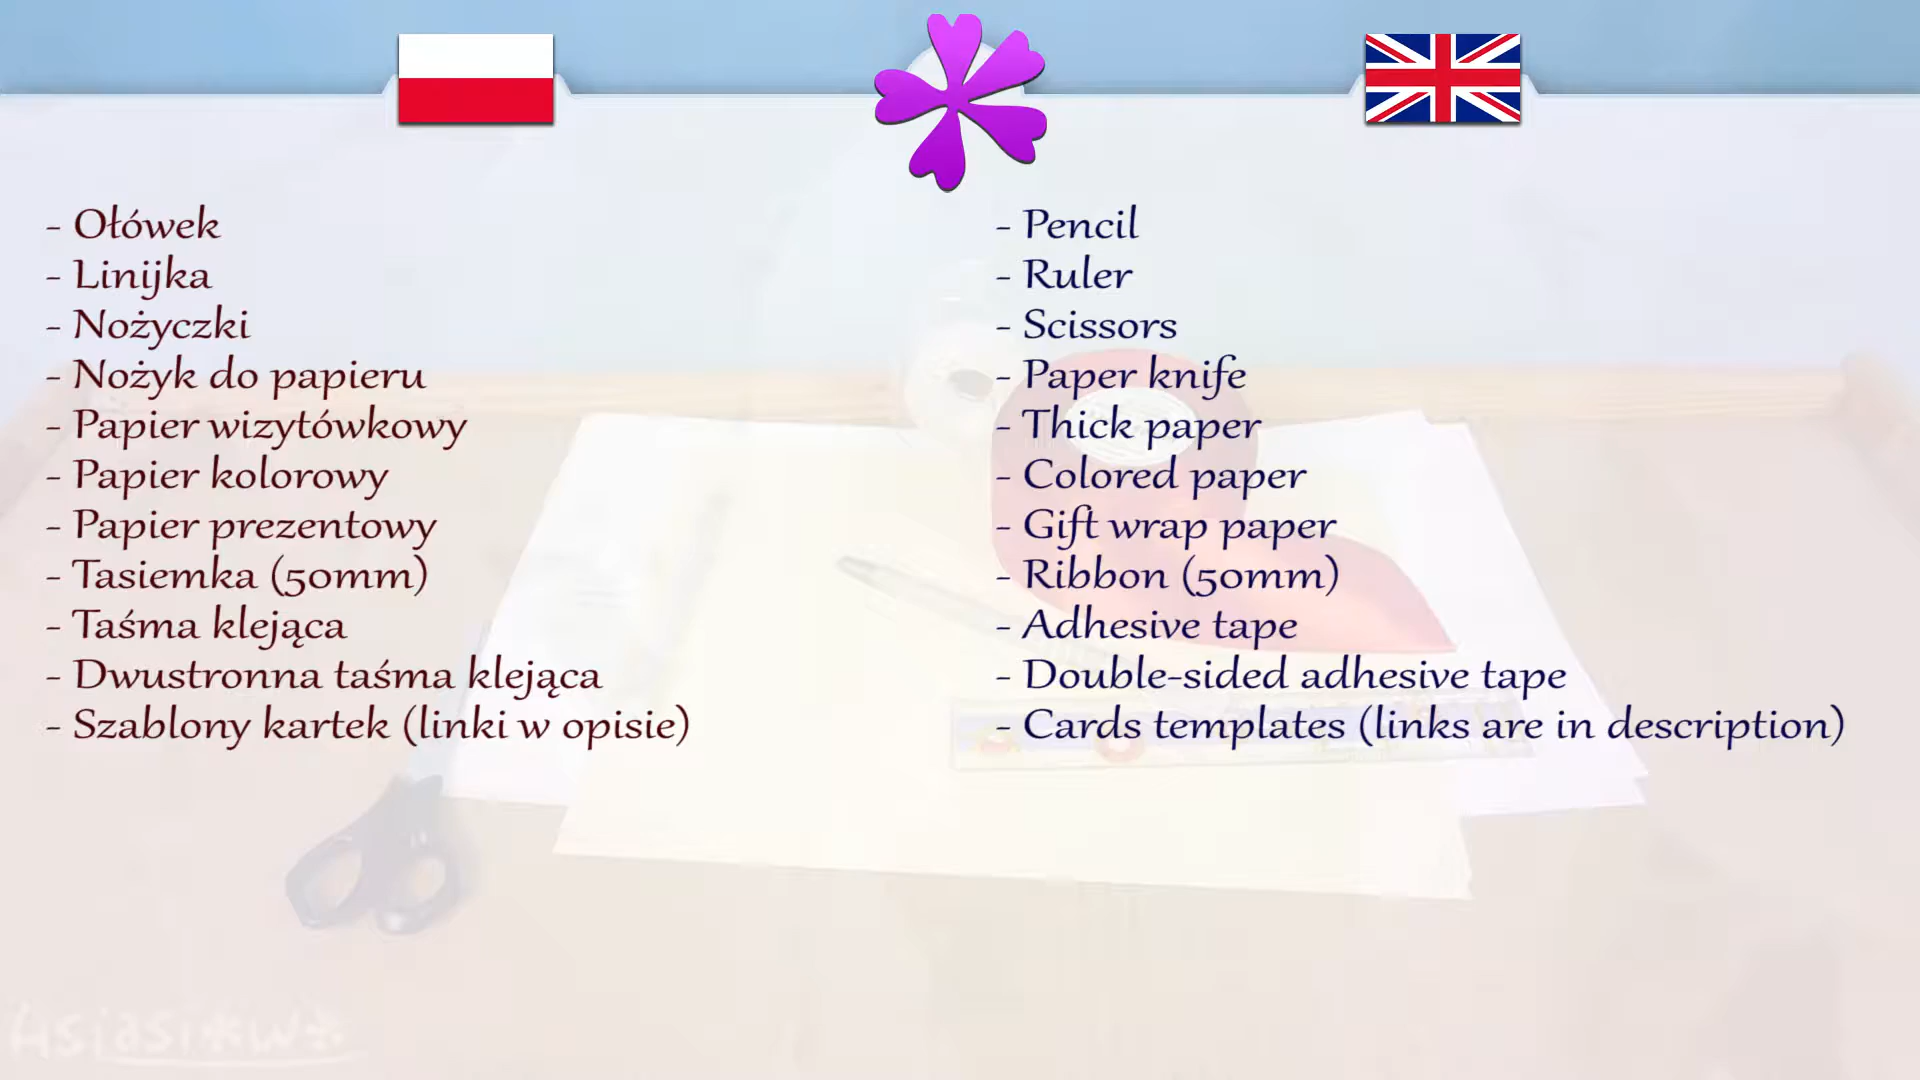 - Ołówek
- Linijka
- Nożyczki
- Nożyk do papieru
- Papier wizytówkowy
- Papier kolorowy
- Papier prezentowy
- Tasiemka (50mm)
- Taśma klejąca
- Dwustronna taśma klejąca
- Szablony kartek (linki w opisie)
- Pencil
- Ruler
- Scissors
- Paper knife
- Thick paper
- Colored paper
- Gift wrap paper
- Ribbon (50mm)
- Adhesive tape
- Double-sided adhesive tape
- Cards templates (links are in description)